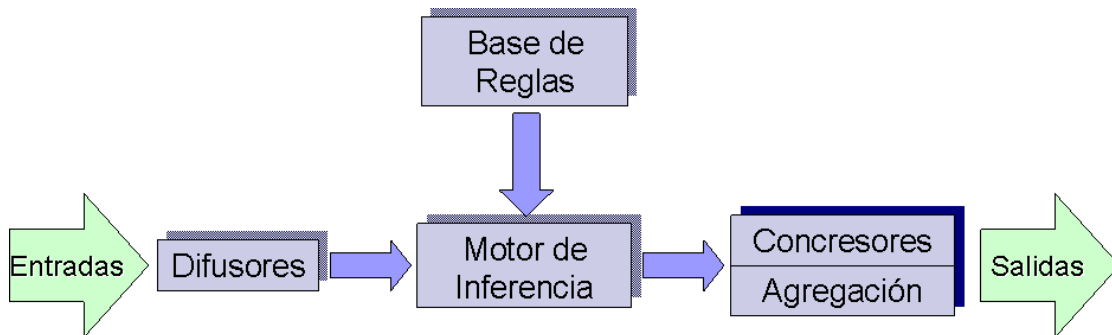 Base de
Reglas
Entradas
Difusores
Motor de
Inferencia
Concresores
Agregación
Salidas